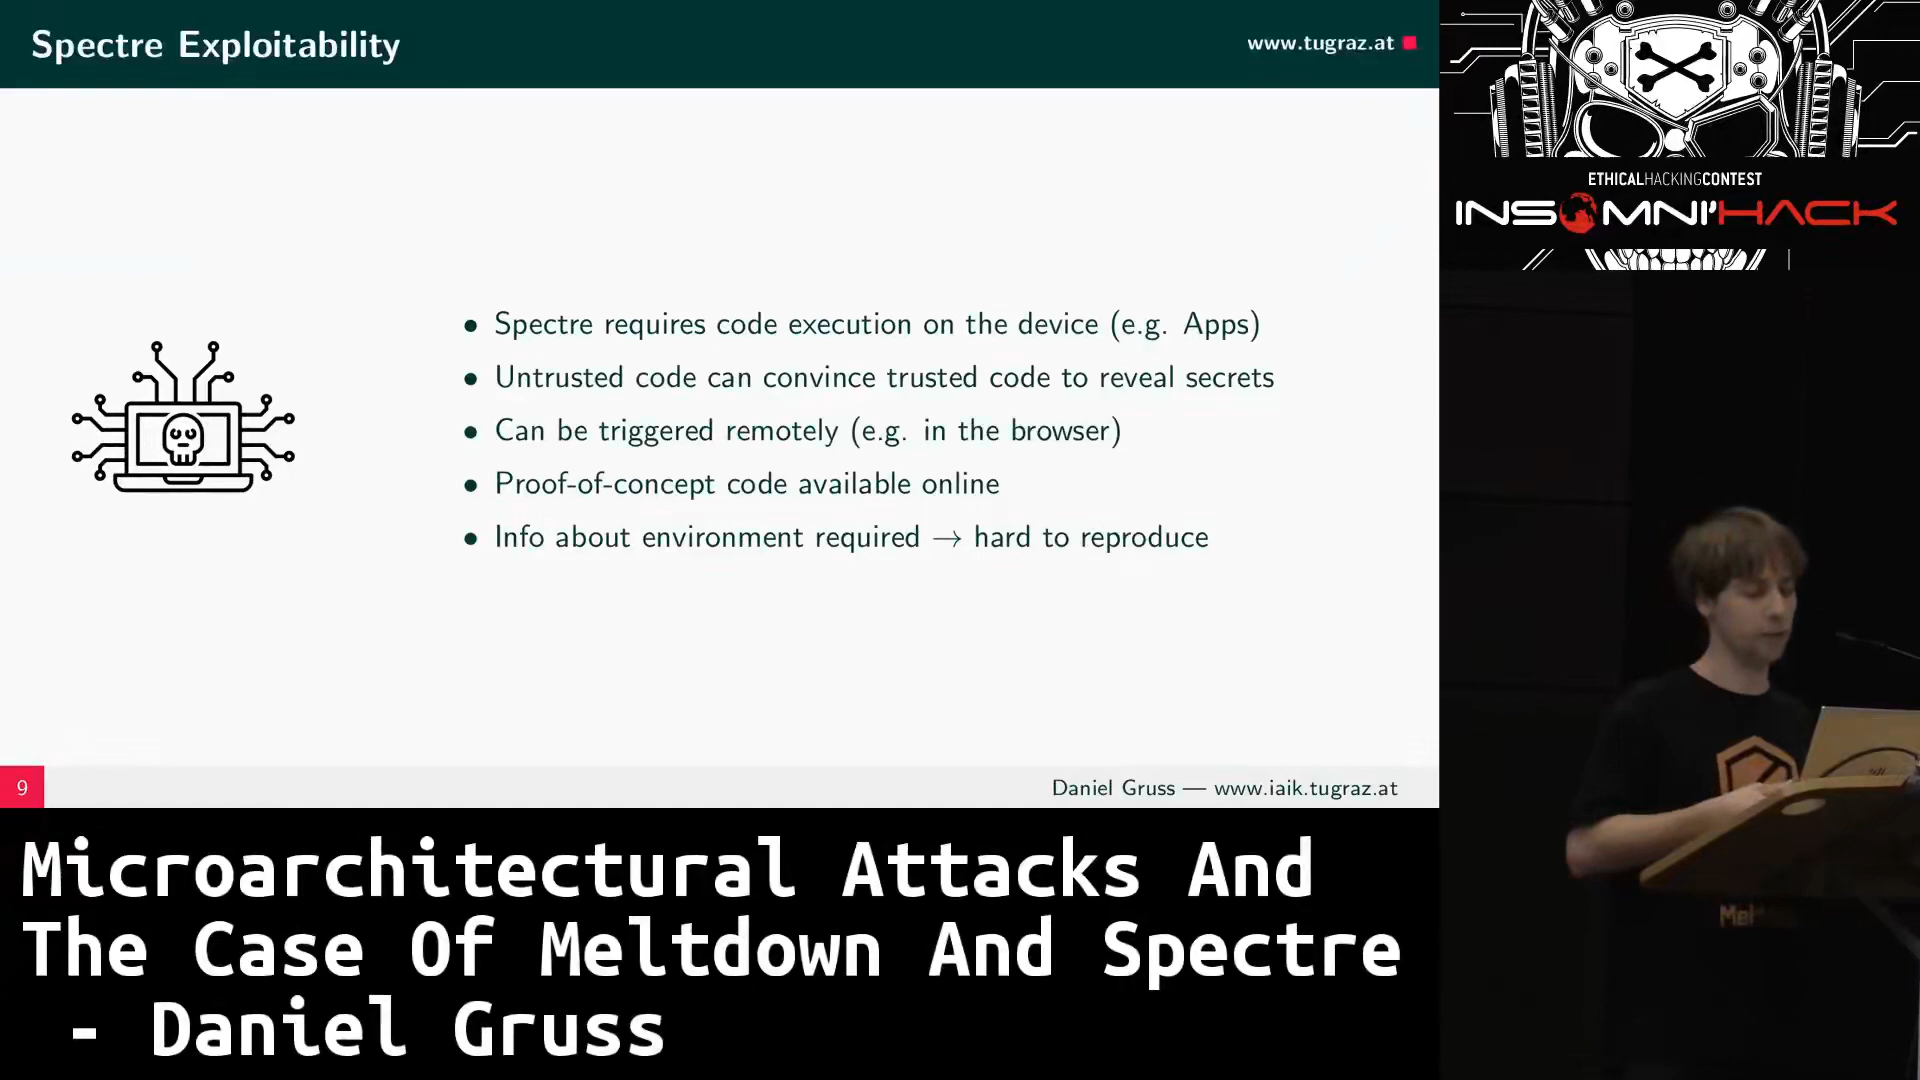 Spectre Exploitability
www.tugraz.at
• Spectre requires code execution on the device (e.g. Apps)
• Untrusted code can convince trusted code to reveal secrets
• Can be triggered remotely (e.g. in the browser)
• Proof-of-concept code available online
• Info about environment required → hard to reproduce
9
Daniel Gruss — www.iaik.tugraz.at
ETHICALHACKINGCONTEST
INSOMNI'HACK
Microarchitectural Attacks And
The Case Of Meltdown And Spectre
- Daniel Gruss